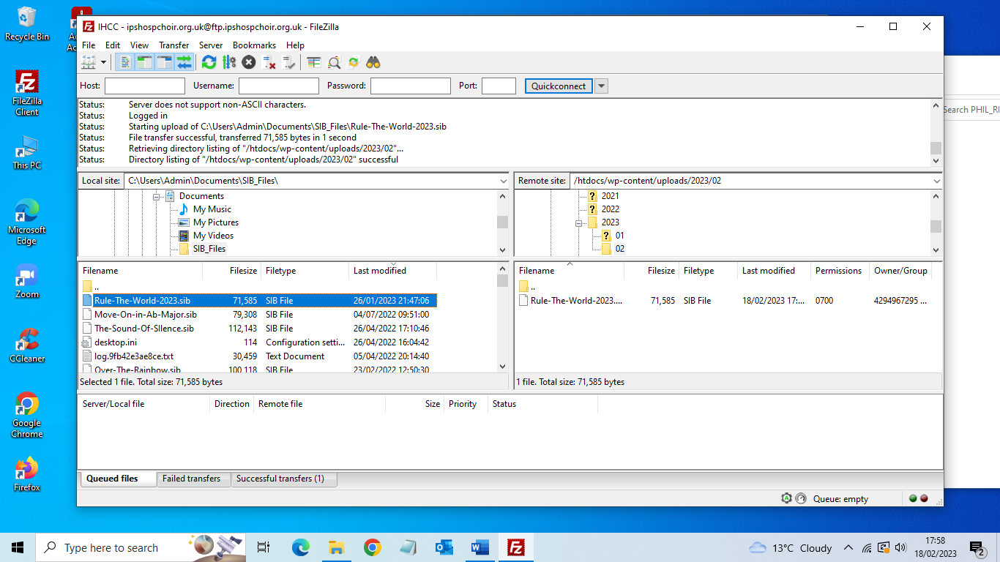 Recycle Bin
FileZilla
Client
This PC
Microsoft
Edge
Zoom
CCleaner
Google
Chrome
Firefox
IHCC - ipshospchoir.org.uk@ftp.ipshospchoir.org.uk - FileZilla
File Edit View Transfer Server Bookmarks Help
Host: Username: Password: Port: Quickconnect
Status: Server does not support non-ASCII characters.
Status: Logged in
Status: Starting upload of C:\Users\Admin\Documents\SIB_Files\Rule-The-World-2023.sib
Status: File transfer successful, transferred 71,585 bytes in 1 second
Status: Retrieving directory listing of "/htdocs/wp-content/uploads/2023/02"...
Status: Directory listing of "/htdocs/wp-content/uploads/2023/02" successful
Local site: C:\Users\Admin\Documents\SIB_Files\
Documents
My Music
My Pictures
My Videos
SIB_Files
Filename Filesize Filetype Last modified
..
Rule-The-World-2023.sib 71,585 SIB File 26/01/2023 21:47:06
Move-On-in-Ab-Major.sib 79,308 SIB File 04/07/2022 09:51:00
The-Sound-Of-SIlence.sib 112,143 SIB File 26/04/2022 17:10:46
desktop.ini 114 Configuration setti... 26/04/2022 16:04:42
log.9fb42e3ae8ce.txt 30,459 Text Document 05/04/2022 20:14:40
Over-The-Rainbow.sib 100,118 SIB File 23/02/2022 12:50:30
Selected 1 file. Total size: 71,585 bytes
Remote site: /htdocs/wp-content/uploads/2023/02
2021
2022
2023
01
02
Filename Filesize Filetype Last modified Permissions Owner/Group
..
Rule-The-World-2023.... 71,585 SIB File 18/02/2023 17:... 0700 4294967295 ...
1 file. Total size: 71,585 bytes
Server/Local file Direction Remote file Size Priority Status
Queued files Failed transfers Successful transfers (1)
Queue: empty
Search PHIL_RI
Type here to search
13°C Cloudy
17:58
18/02/2023
2